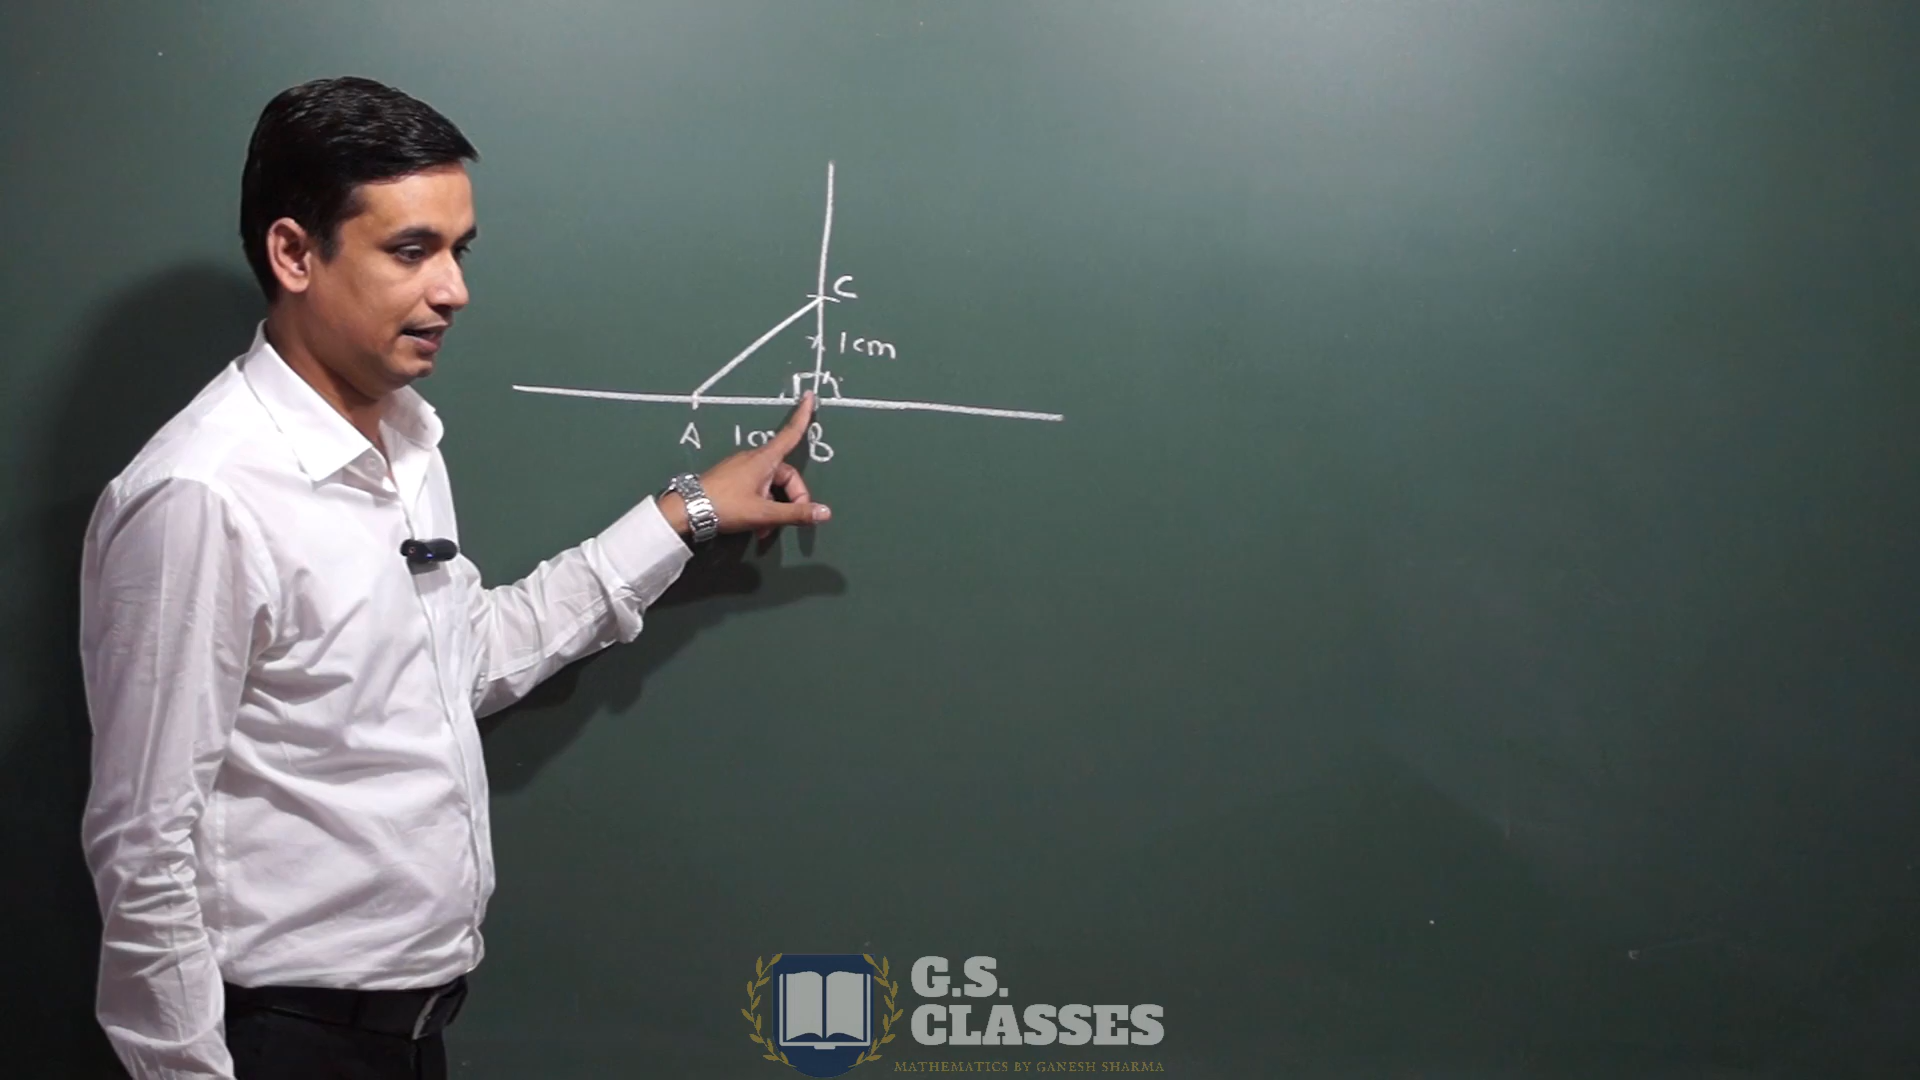 C
1cm
A
B
G.S.
CLASSES
MATHEMATICS BY GANESH SHARMA